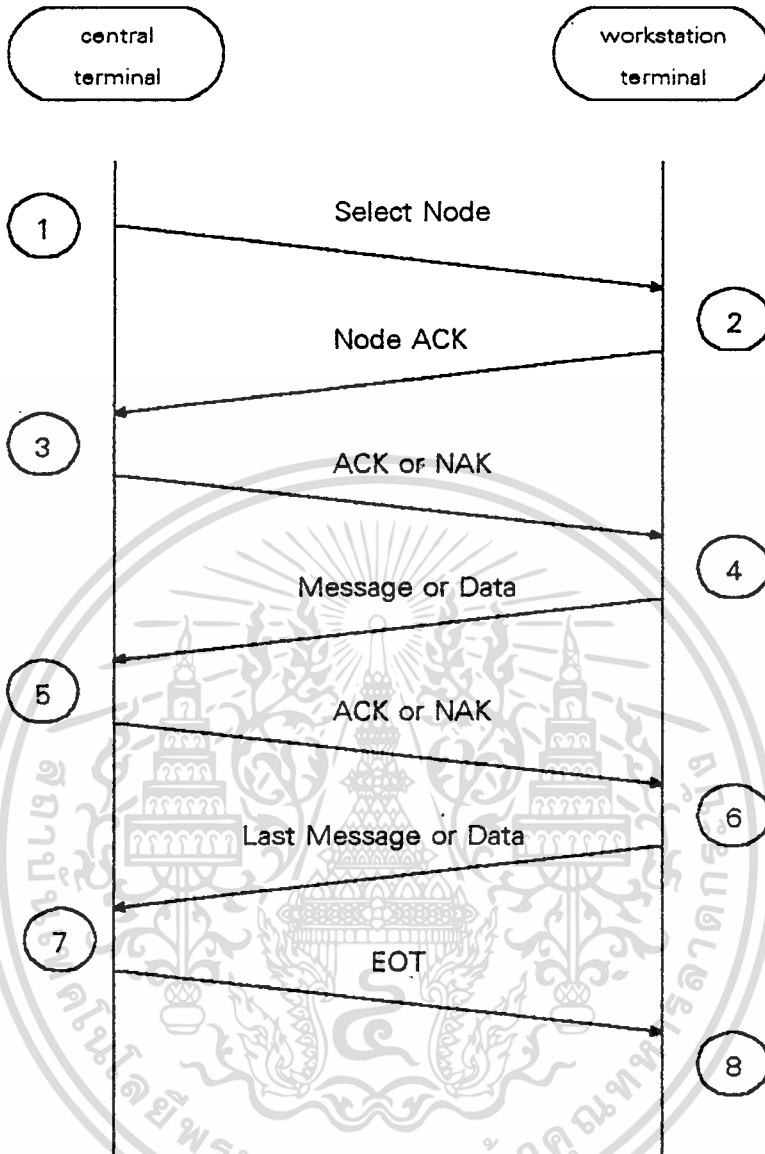 central
terminal
workstation
terminal
1
Select Node
2
Node ACK
3
ACK or NAK
4
Message or Data
5
ACK or NAK
6
Last Message or Data
7
EOT
8